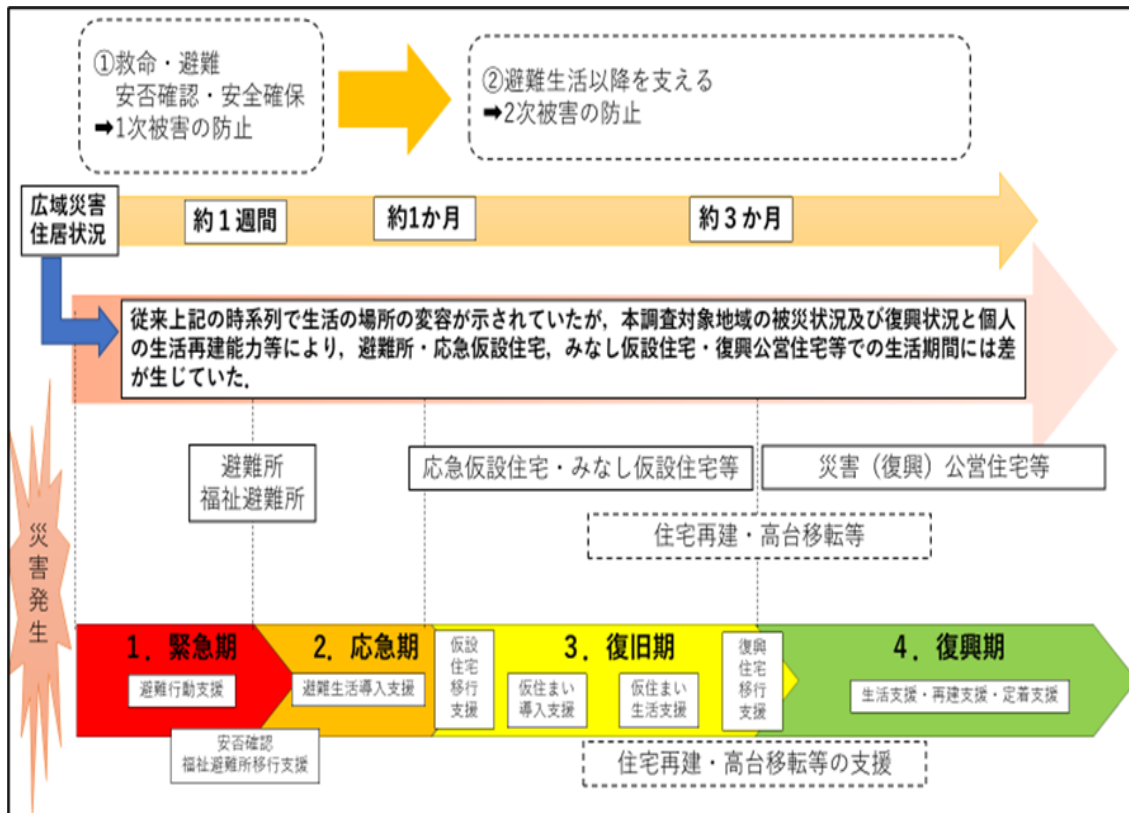 ①救命・避難
安否確認・安全確保
➡1次被害の防止
②避難生活以降を支える
➡2次被害の防止
広域災害
住居状況
約１週間
約1か月
約３か月
従来上記の時系列で生活の場所の変容が示されていたが，本調査対象地域の被災状況及び復興状況と個人
の生活再建能力等により，避難所・応急仮設住宅，みなし仮設住宅・復興公営住宅等での生活期間には差
が生じていた．
避難所
福祉避難所
応急仮設住宅・みなし仮設住宅等
災害（復興）公営住宅等
住宅再建・高台移転等
災害発生
1．緊急期
避難行動支援
安否確認
福祉避難所移行支援
2．応急期
避難生活導入支援
仮設
住宅
移行
支援
3．復旧期
仮住まい
導入支援
仮住まい
生活支援
復興
住宅
移行
支援
4．復興期
生活支援・再建支援・定着支援
住宅再建・高台移転等の支援